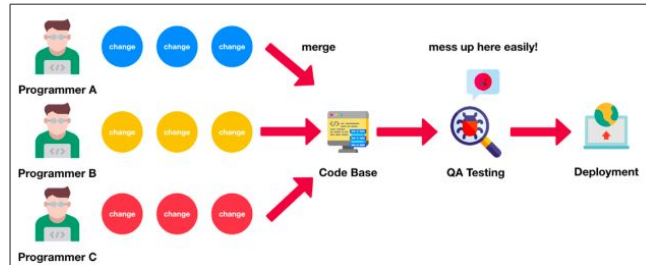 change change change
merge
mess up here easily!
Programmer A
change change change
Programmer B
Code Base
QA Testing
Deployment
change change change
Programmer C